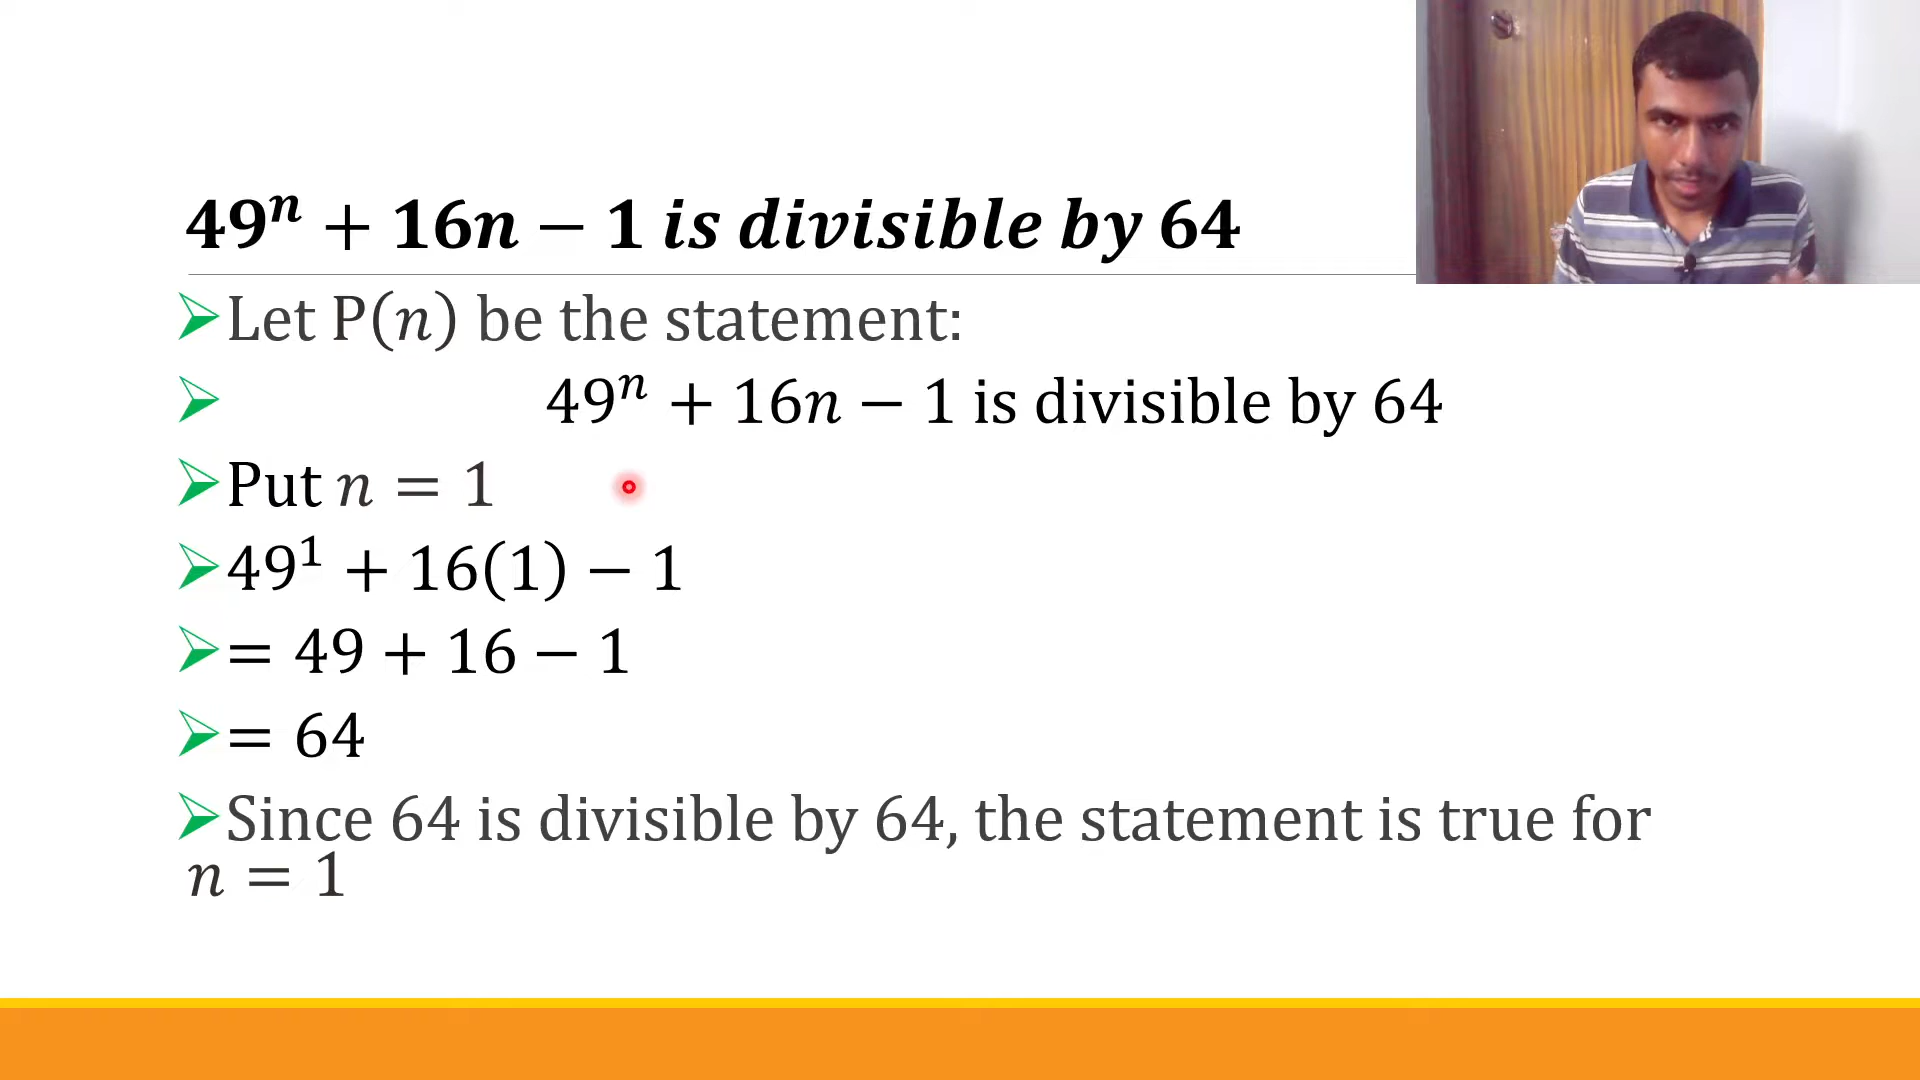 49ⁿ + 16n − 1 is divisible by 64
Let P(n) be the statement:
49ⁿ + 16n − 1 is divisible by 64
Put n = 1
49¹ + 16(1) − 1
= 49 + 16 − 1
= 64
Since 64 is divisible by 64, the statement is true for
n = 1